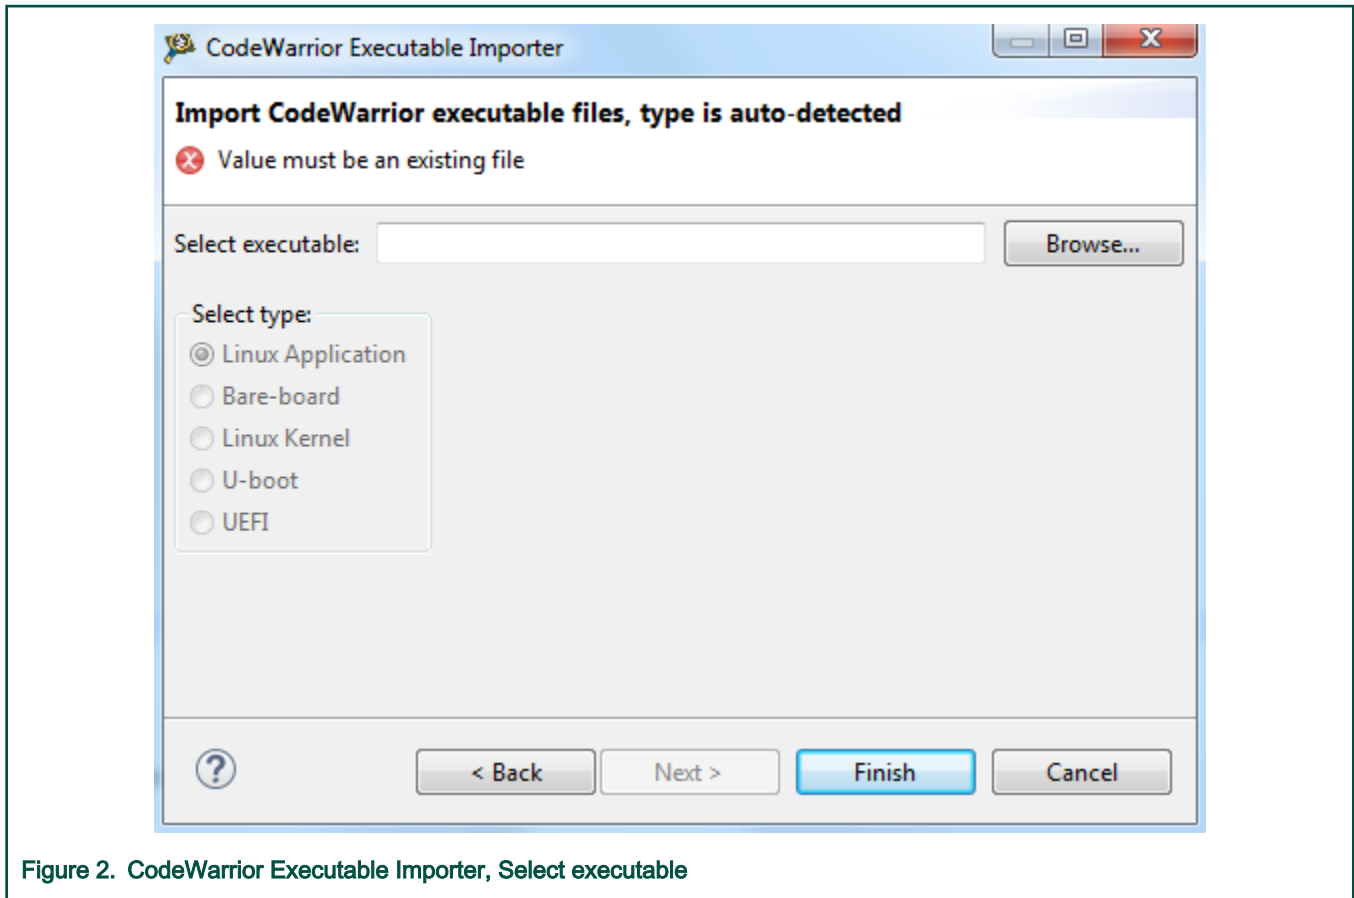 CodeWarrior Executable Importer
Import CodeWarrior executable files, type is auto-detected
Value must be an existing file
Select executable:
Browse...
Select type:
Linux Application
Bare-board
Linux Kernel
U-boot
UEFI
< Back
Next >
Finish
Cancel
Figure 2. CodeWarrior Executable Importer, Select executable